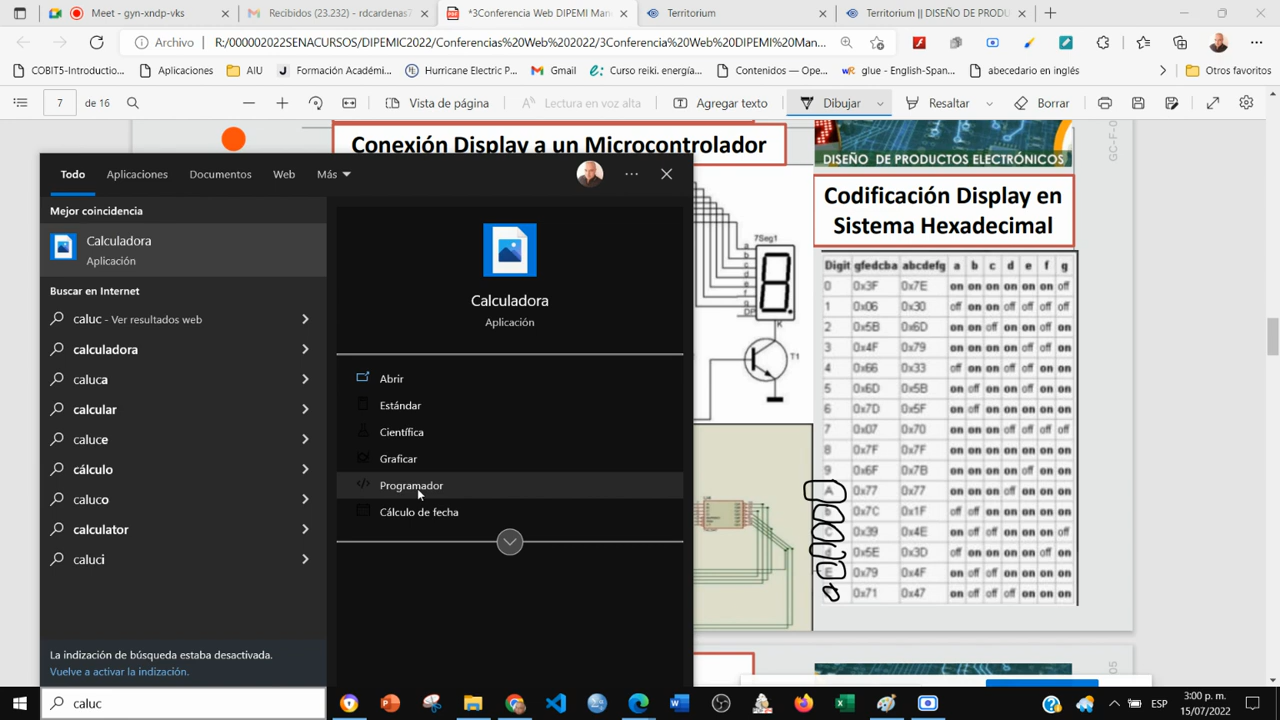 Meet - gyn-nxdp-vks
Recibidos (23.232) - rdcardenas7
*3Conferencia Web DIPEMI Man
Territorium
Territorium || DISEÑO DE PRODU
Archivo
R:/000002022SENACURSOS/DIPEMIC2022/Conferencias%20Web%202022/3Conferencia%20Web%20DIPEMI%20Man...
COBIT5-Introductio...
Aplicaciones
AIU
Formación Académi...
Hurricane Electric P...
Gmail
Curso reiki. energía...
Contenidos — Ope...
glue - English-Span...
abecedario en inglés
Otros favoritos
7 de 16
Vista de página
Lectura en voz alta
Agregar texto
Dibujar
Resaltar
Borrar
Conexión Display a un Microcontrolador
DISEÑO DE PRODUCTOS ELECTRÓNICOS
GC-F-0
Codificación Display en
Sistema Hexadecimal
Todo
Aplicaciones
Documentos
Web
Más
Mejor coincidencia
Calculadora
Aplicación
Buscar en Internet
caluc - Ver resultados web
calculadora
caluca
calcular
caluce
cálculo
caluco
calculator
caluci
La indización de búsqueda estaba desactivada.
Vuelve a activar la indización.
caluc
Calculadora
Aplicación
Abrir
Estándar
Científica
Graficar
Programador
Cálculo de fecha
7Seg1
a
b
c
d
e
f
g
DP
K
T1
Digit gfedcba abcdefg a b c d e f g
0 0x3F 0x7E on on on on on on off
1 0x06 0x30 off on on off off off off
2 0x5B 0x6D on on off on on off on
3 0x4F 0x79 on on on on off off on
4 0x66 0x33 off on on off off on on
5 0x6D 0x5B on off on on off on on
6 0x7D 0x5F on off on on on on on
7 0x07 0x70 on on on off off off off
8 0x7F 0x7F on on on on on on on
9 0x6F 0x7B on on on on off on on
A 0x77 0x77 on on on off on on on
b 0x7C 0x1F off off on on on on on
C 0x39 0x4E on off off on on on off
d 0x5E 0x3D off on on on on off on
E 0x79 0x4F on off off on on on on
0x71 0x47 on off off off on on on
05
ESP
3:00 p. m.
15/07/2022